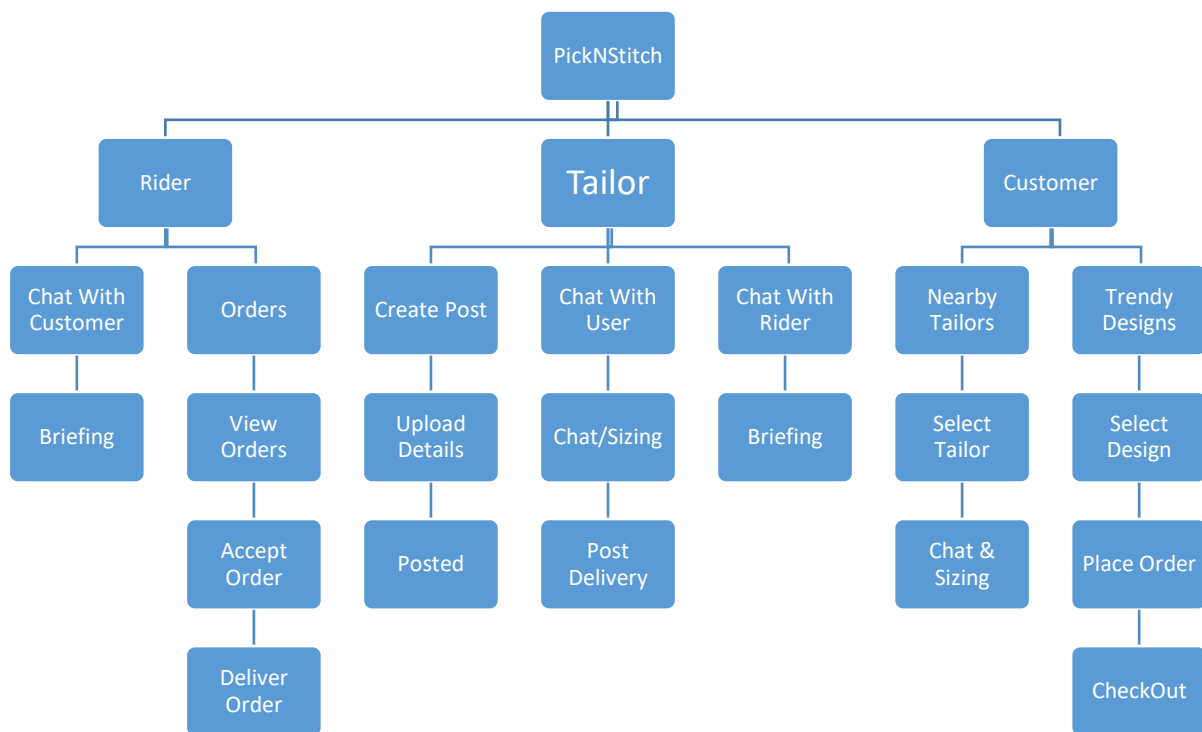 PickNStitch
Rider
Tailor
Customer
Chat With
Customer
Orders
Create Post
Chat With
User
Chat With
Rider
Nearby
Tailors
Trendy
Designs
Briefing
View
Orders
Upload
Details
Chat/Sizing
Briefing
Select
Tailor
Select
Design
Accept
Order
Posted
Post
Delivery
Chat &
Sizing
Place Order
Deliver
Order
CheckOut